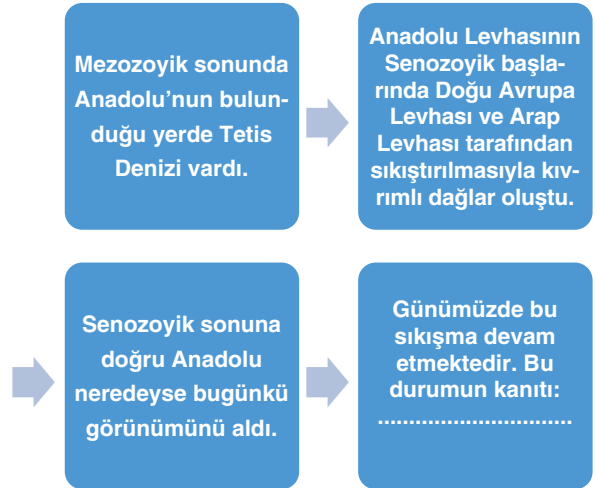 Mezozoyik sonunda
Anadolu'nun bulun-
duğu yerde Tetis
Denizi vardı.
Anadolu Levhasının
Senozoyik başla-
rında Doğu Avrupa
Levhası ve Arap
Levhası tarafından
sıkıştırılmasıyla kıv-
rımlı dağlar oluştu.
Senozoyik sonuna
doğru Anadolu
neredeyse bugünkü
görünümünü aldı.
Günümüzde bu
sıkışma devam
etmektedir. Bu
durumun kanıtı:
...............................